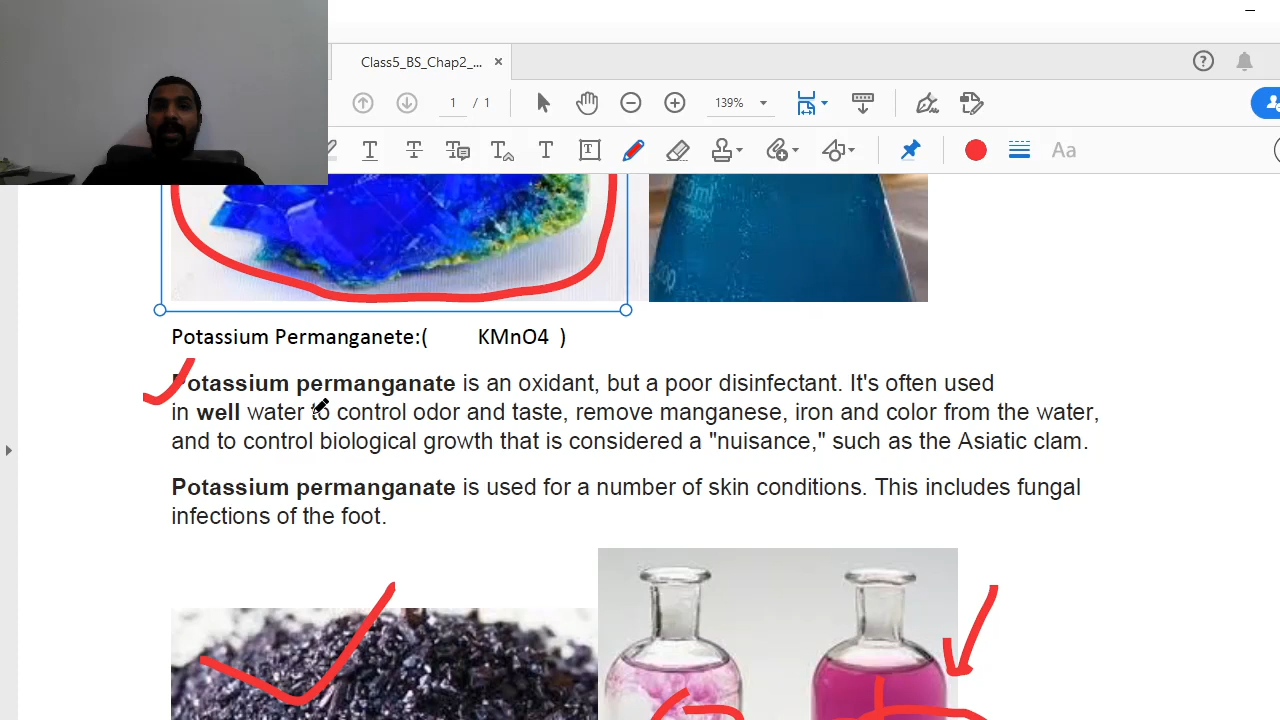 Class5_BS_Chap2_...
1 / 1
139%
Aa
Potassium Permanganete:( KMnO4 )
Potassium permanganate is an oxidant, but a poor disinfectant. It's often used
in well water to control odor and taste, remove manganese, iron and color from the water,
and to control biological growth that is considered a "nuisance," such as the Asiatic clam.
Potassium permanganate is used for a number of skin conditions. This includes fungal
infections of the foot.